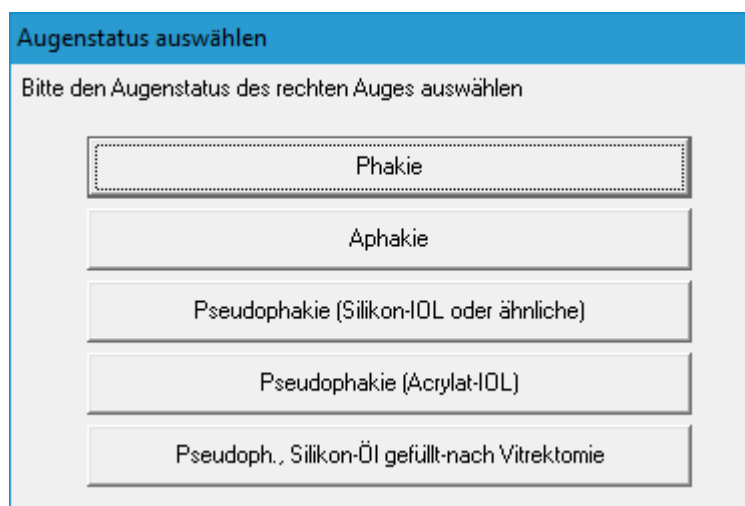 Augenstatus auswählen
Bitte den Augenstatus des rechten Auges auswählen
Phakie
Aphakie
Pseudophakie (Silikon-IOL oder ähnliche)
Pseudophakie (Acrylat-IOL)
Pseudoph., Silikon-Öl gefüllt-nach Vitrektomie